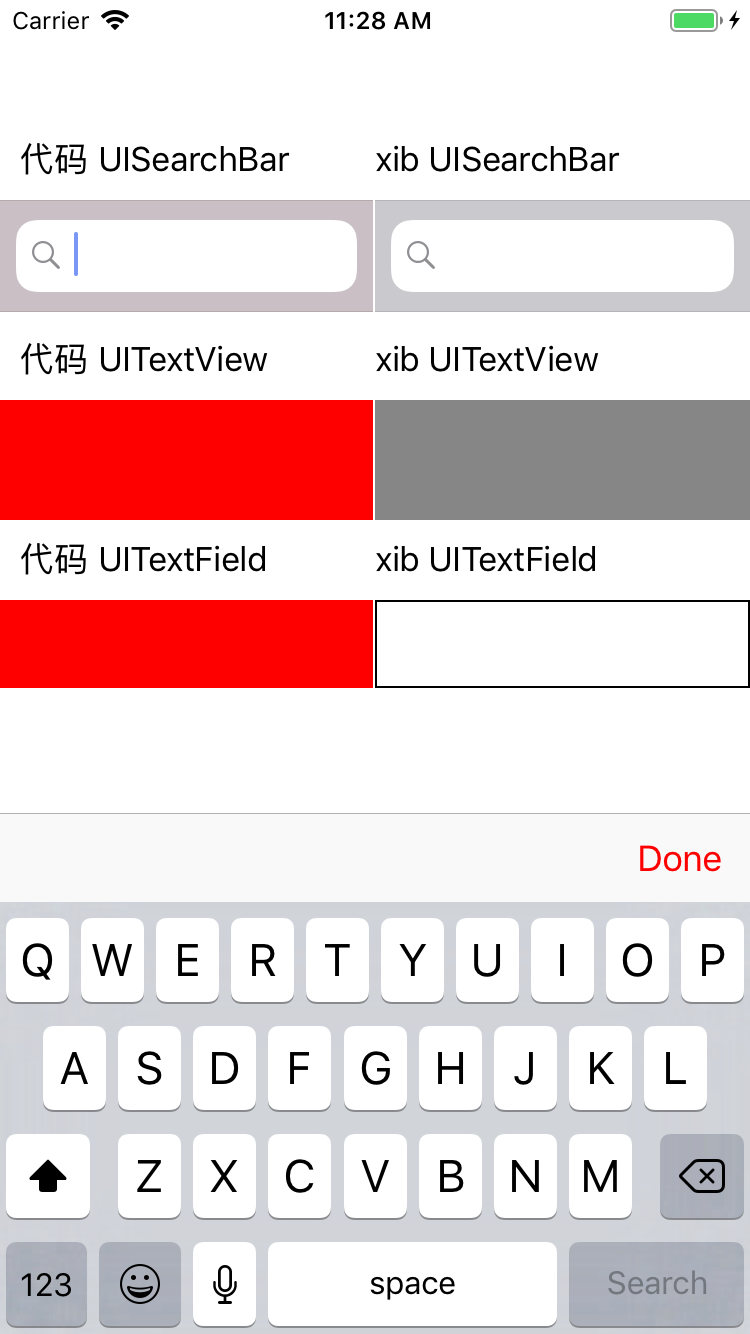 Carrier 11:28 AM
代码 UISearchBar xib UISearchBar
代码 UITextView xib UITextView
代码 UITextField xib UITextField
Done
Q W E R T Y U I O P
A S D F G H J K L
Z X C V B N M
123 space Search